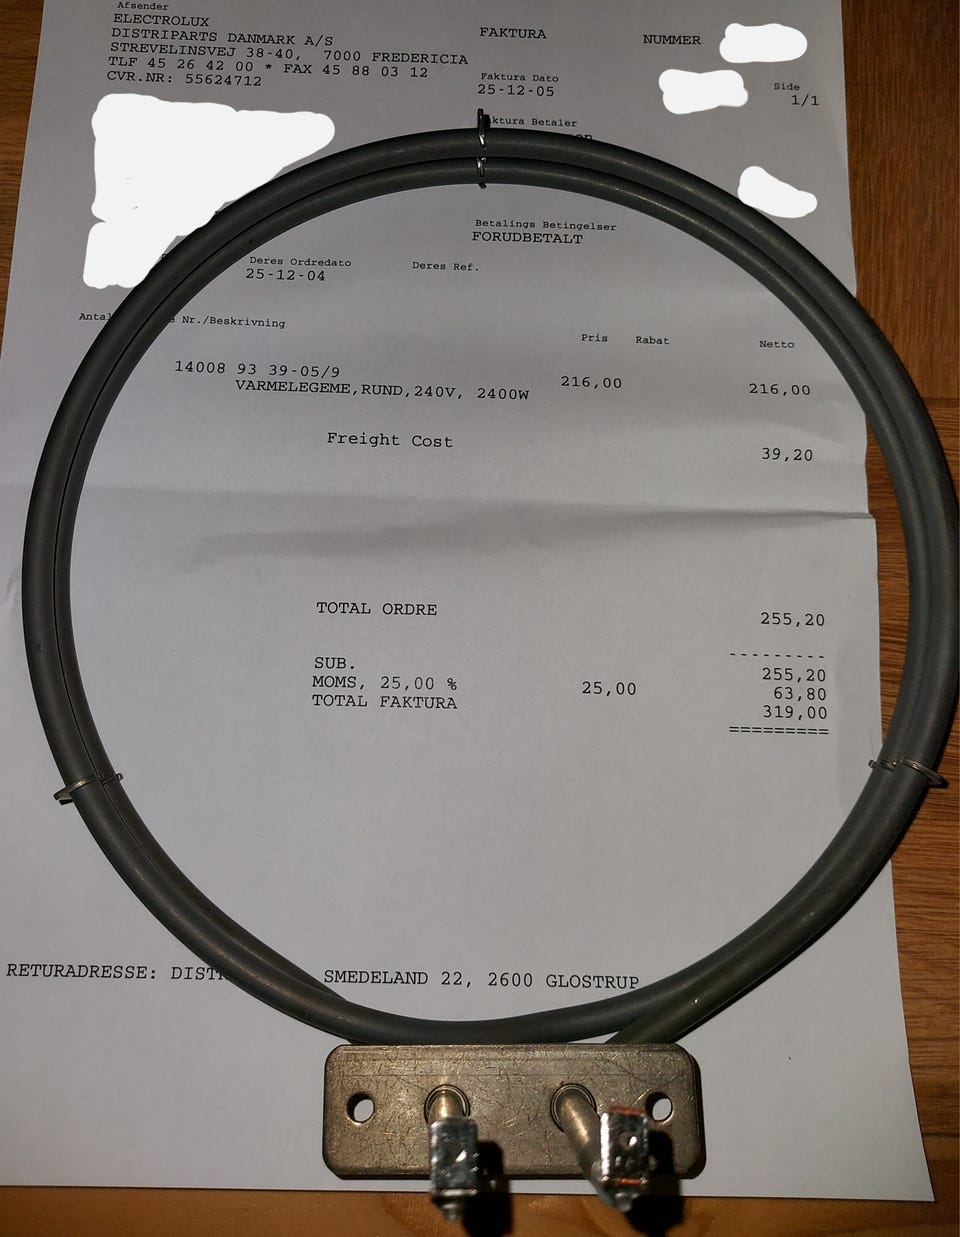 Afsender
ELECTROLUX
DISTRIPARTS DANMARK A/S
STREVELINSVEJ 38-40, 7000 FREDERICIA
TLF 45 26 42 00 * FAX 45 88 03 12
CVR.NR: 55624712
FAKTURA
NUMMER
Faktura Dato
25-12-05
Side
1/1
ktura Betaler
Betalings Betingelser
FORUDBETALT
Deres Ordredato
25-12-04
Deres Ref.
Antal Nr./Beskrivning
Pris Rabat Netto
14008 93 39-05/9 216,00 216,00
VARMELEGEME,RUND,240V, 2400W
Freight Cost 39,20
TOTAL ORDRE 255,20
---------
SUB. 255,20
MOMS, 25,00 % 25,00 63,80
TOTAL FAKTURA 319,00
=========
RETURADRESSE: DISTR SMEDELAND 22, 2600 GLOSTRUP